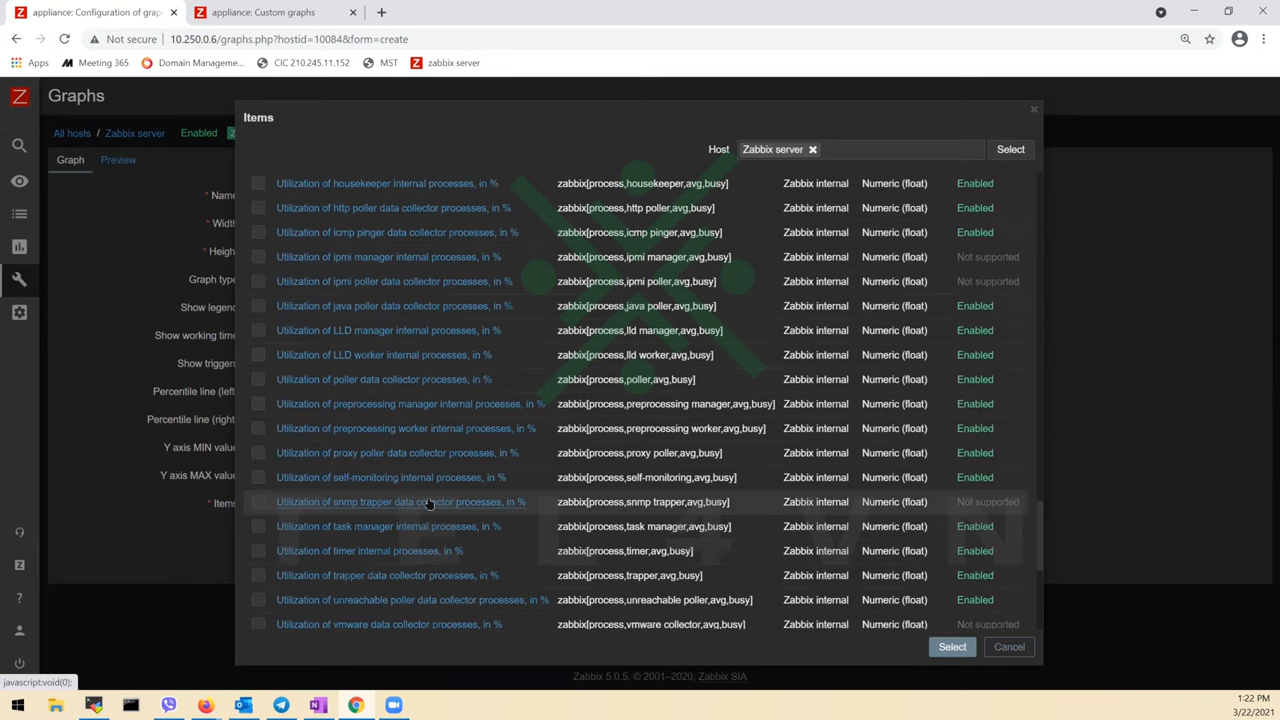 appliance: Configuration of grap
appliance: Custom graphs
Not secure
10.250.0.6/graphs.php?hostid=10084&form=create
Apps
Meeting 365
Domain Manageme...
CIC 210.245.11.152
MST
zabbix server
Z
Graphs
All hosts / Zabbix server Enabled Z
Graph Preview
* Name
* Width
* Height
Graph type
Show legend
Show working time
Show triggers
Percentile line (left
Percentile line (right
Y axis MIN value
Y axis MAX value
* Items
Items
Host Zabbix server Select
Utilization of housekeeper internal processes, in % zabbix[process,housekeeper,avg,busy] Zabbix internal Numeric (float) Enabled
Utilization of http poller data collector processes, in % zabbix[process,http poller,avg,busy] Zabbix internal Numeric (float) Enabled
Utilization of icmp pinger data collector processes, in % zabbix[process,icmp pinger,avg,busy] Zabbix internal Numeric (float) Enabled
Utilization of ipmi manager internal processes, in % zabbix[process,ipmi manager,avg,busy] Zabbix internal Numeric (float) Not supported
Utilization of ipmi poller data collector processes, in % zabbix[process,ipmi poller,avg,busy] Zabbix internal Numeric (float) Not supported
Utilization of java poller data collector processes, in % zabbix[process,java poller,avg,busy] Zabbix internal Numeric (float) Enabled
Utilization of LLD manager internal processes, in % zabbix[process,lld manager,avg,busy] Zabbix internal Numeric (float) Enabled
Utilization of LLD worker internal processes, in % zabbix[process,lld worker,avg,busy] Zabbix internal Numeric (float) Enabled
Utilization of poller data collector processes, in % zabbix[process,poller,avg,busy] Zabbix internal Numeric (float) Enabled
Utilization of preprocessing manager internal processes, in % zabbix[process,preprocessing manager,avg,busy] Zabbix internal Numeric (float) Enabled
Utilization of preprocessing worker internal processes, in % zabbix[process,preprocessing worker,avg,busy] Zabbix internal Numeric (float) Enabled
Utilization of proxy poller data collector processes, in % zabbix[process,proxy poller,avg,busy] Zabbix internal Numeric (float) Enabled
Utilization of self-monitoring internal processes, in % zabbix[process,self-monitoring,avg,busy] Zabbix internal Numeric (float) Enabled
Utilization of snmp trapper data collector processes, in % zabbix[process,snmp trapper,avg,busy] Zabbix internal Numeric (float) Not supported
Utilization of task manager internal processes, in % zabbix[process,task manager,avg,busy] Zabbix internal Numeric (float) Enabled
Utilization of timer internal processes, in % zabbix[process,timer,avg,busy] Zabbix internal Numeric (float) Enabled
Utilization of trapper data collector processes, in % zabbix[process,trapper,avg,busy] Zabbix internal Numeric (float) Enabled
Utilization of unreachable poller data collector processes, in % zabbix[process,unreachable poller,avg,busy] Zabbix internal Numeric (float) Enabled
Utilization of vmware data collector processes, in % zabbix[process,vmware collector,avg,busy] Zabbix internal Numeric (float) Not supported
Select Cancel
Zabbix 5.0.5. © 2001–2020, Zabbix SIA
javascript:void(0);
1:22 PM
3/22/2021